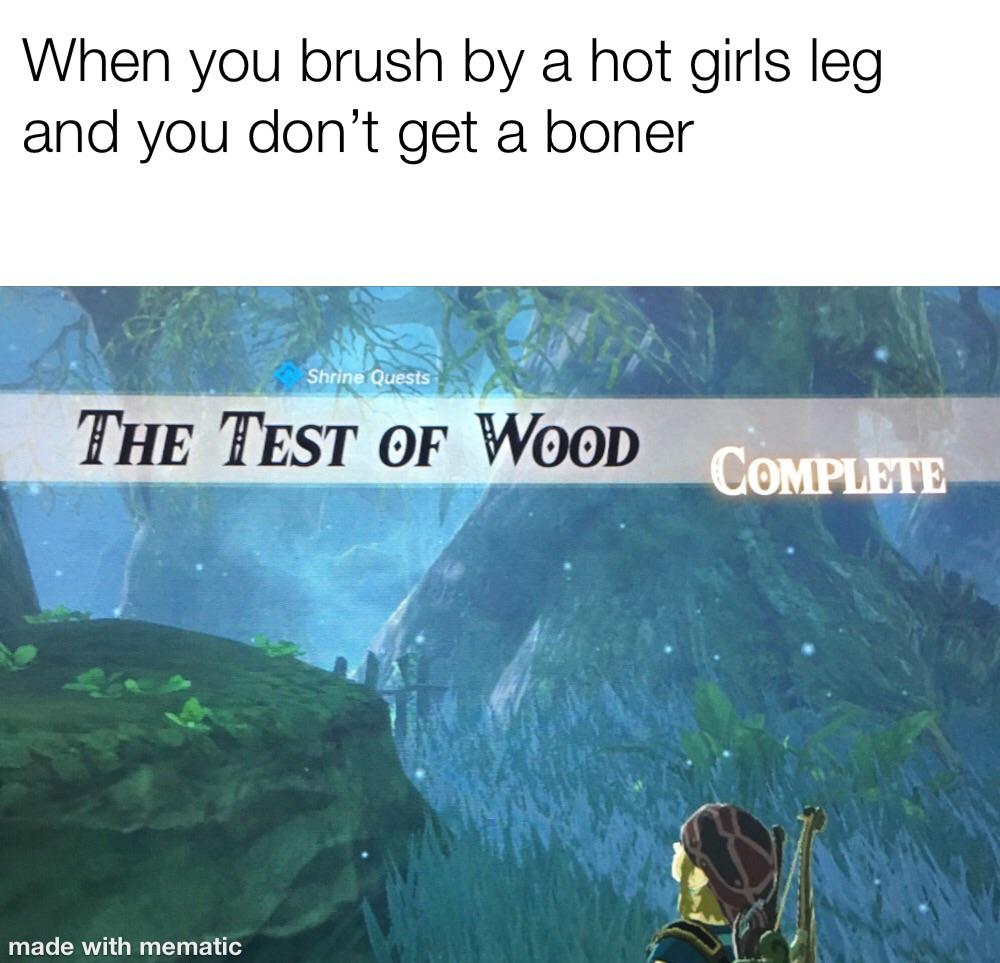 When you brush by a hot girls leg
and you don’t get a boner
Shrine Quests
THE TEST OF WOOD
COMPLETE
made with mematic